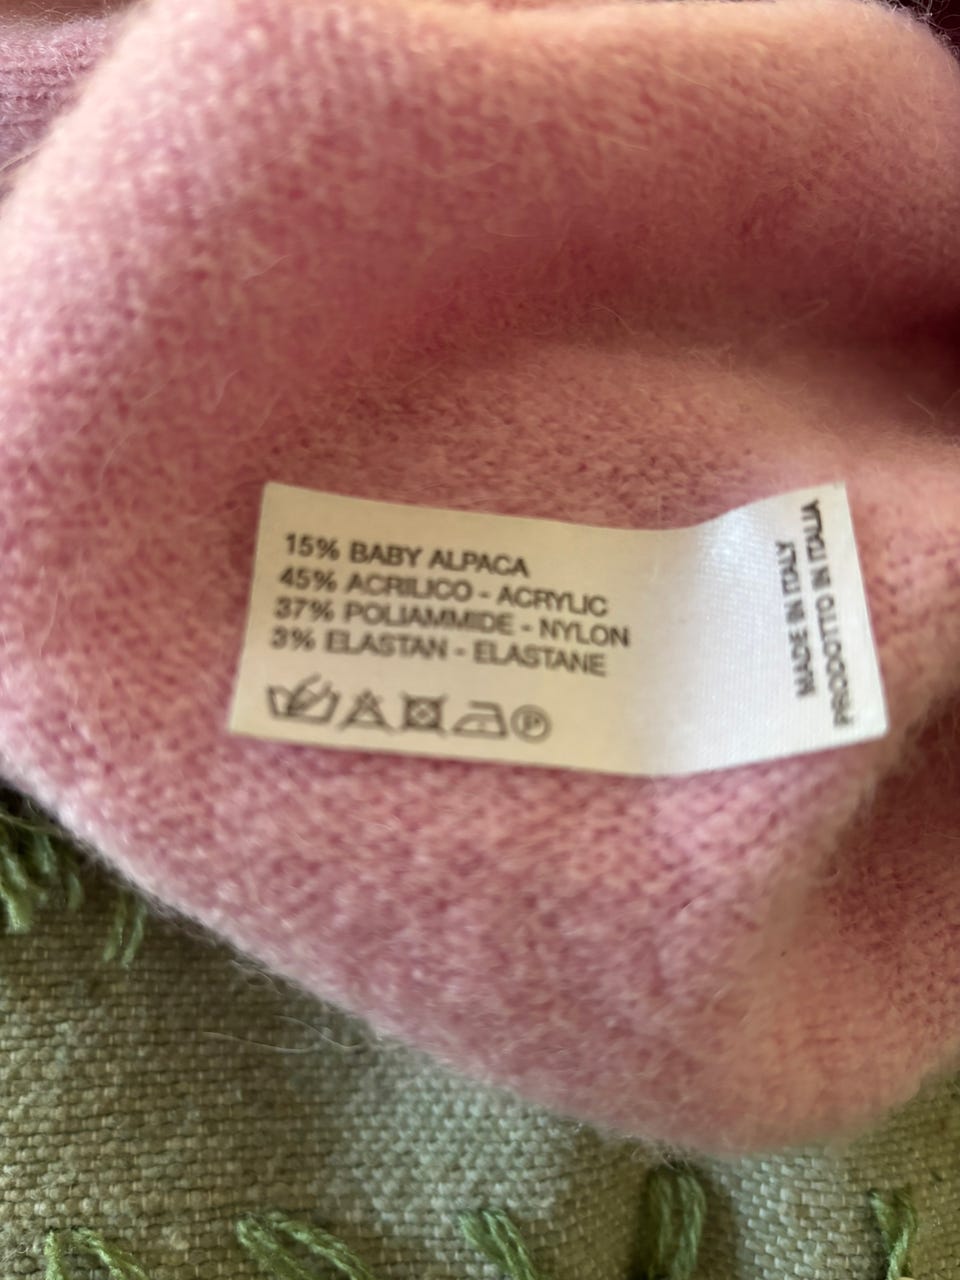 15% BABY ALPACA
45% ACRILICO - ACRYLIC
37% POLIAMMIDE - NYLON
3% ELASTAN - ELASTANE
P
MADE IN ITALY
PRODOTTO IN ITALIA